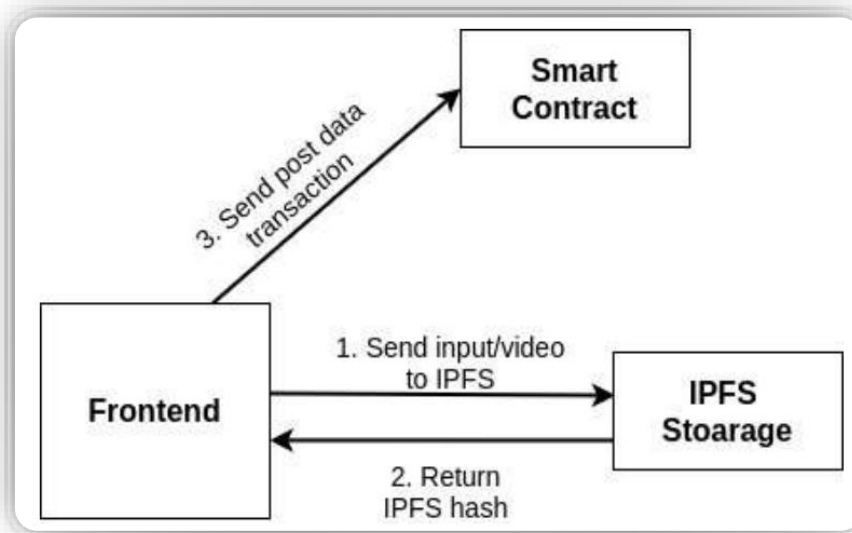 Smart
Contract
3. Send post data
transaction
1. Send input/video
to IPFS
Frontend
IPFS
Stoarage
2. Return
IPFS hash